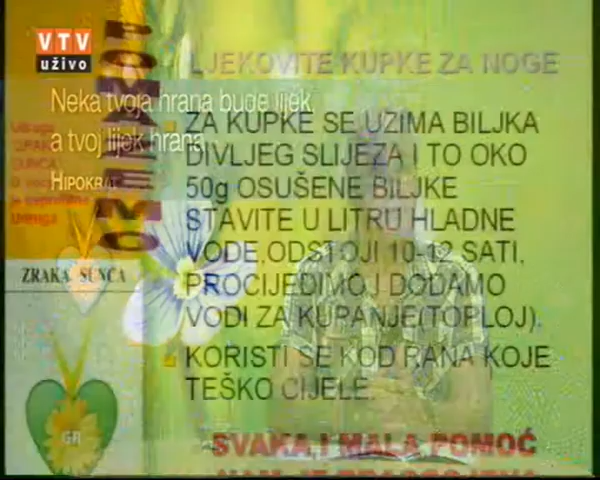 VTV
uživo
LJEKOVITE KUPKE ZA NOGE
Neka tvoja hrana bude lijek,
a tvoj lijek hrana.
ZA KUPKE SE UZIMA BILJKA
DIVLJEG SLIJEZA I TO OKO
50g OSUŠENE BILJKE
STAVITE U LITRU HLADNE
VODE,ODSTOJI 10-12 SATI.
PROCIJEDIMO,I DODAMO
VODI ZA KUPANJE(TOPLOJ).
KORISTI SE KOD RANA KOJE
TEŠKO CIJELE.
ZRAKA SUNCA
GR
SVAKA I MALA POMOĆ